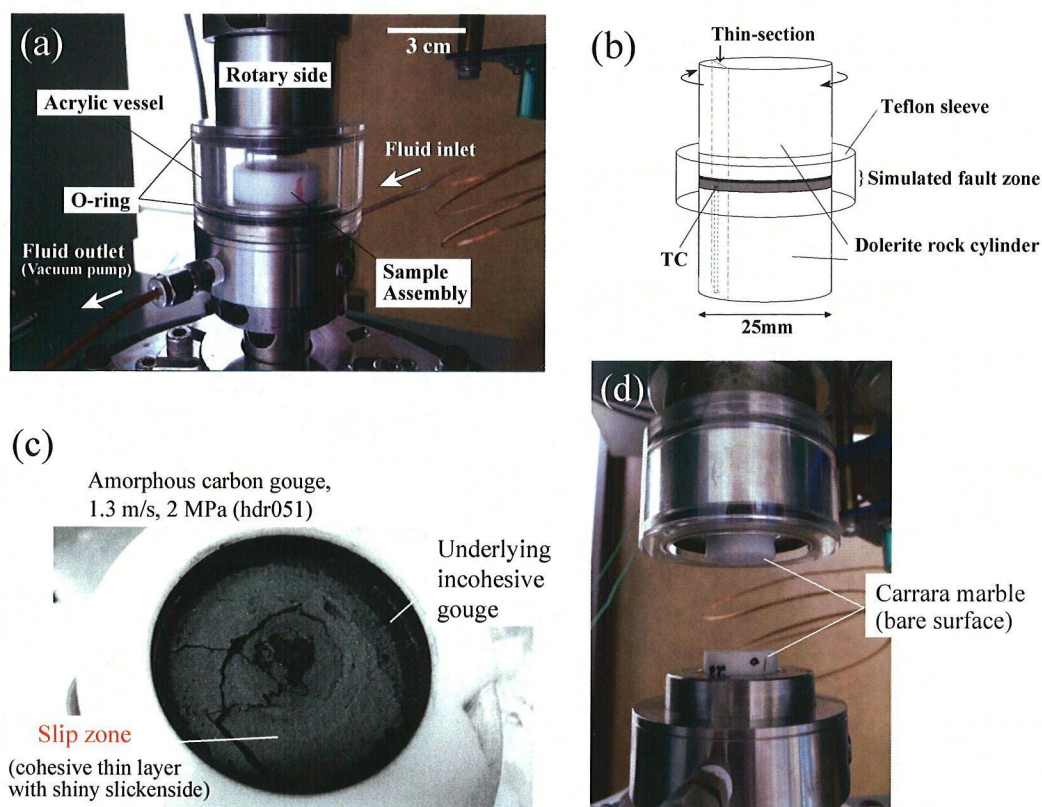 (a)
3 cm
Rotary side
Acrylic vessel
Fluid inlet
O-ring
Fluid outlet
(Vacuum pump)
Sample
Assembly
(b)
Thin-section
Teflon sleeve
Simulated fault zone
TC
Dolerite rock cylinder
25mm
(c)
Amorphous carbon gouge,
1.3 m/s, 2 MPa (hdr051)
Underlying
incohesive
gouge
Slip zone
(cohesive thin layer
with shiny slickenside)
(d)
Carrara marble
(bare surface)